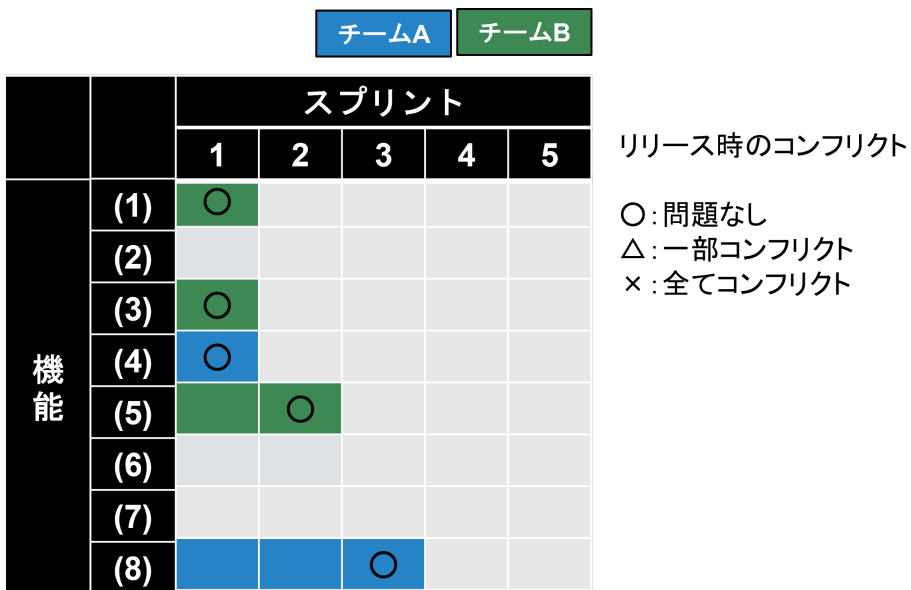 チームA チームB
スプリント
1 2 3 4 5
リリース時のコンフリクト
機能
(1) ○
(2)
(3) ○
(4) ○
(5) ○
(6)
(7)
(8) ○
○:問題なし
△:一部コンフリクト
×:全てコンフリクト